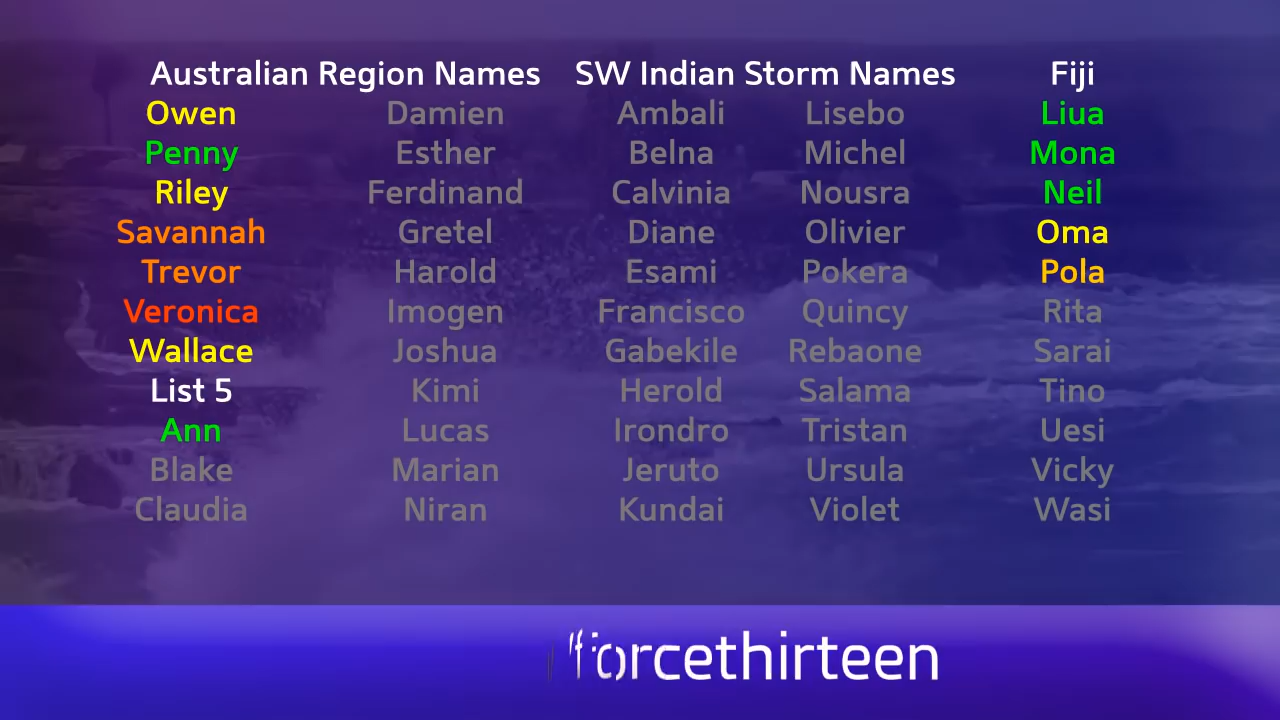 Australian Region Names SW Indian Storm Names Fiji
Owen Damien Ambali Lisebo Liua
Penny Esther Belna Michel Mona
Riley Ferdinand Calvinia Nousra Neil
Savannah Gretel Diane Olivier Oma
Trevor Harold Esami Pokera Pola
Veronica Imogen Francisco Quincy Rita
Wallace Joshua Gabekile Rebaone Sarai
List 5 Kimi Herold Salama Tino
Ann Lucas Irondro Tristan Uesi
Blake Marian Jeruto Ursula Vicky
Claudia Niran Kundai Violet Wasi
forcethirteen